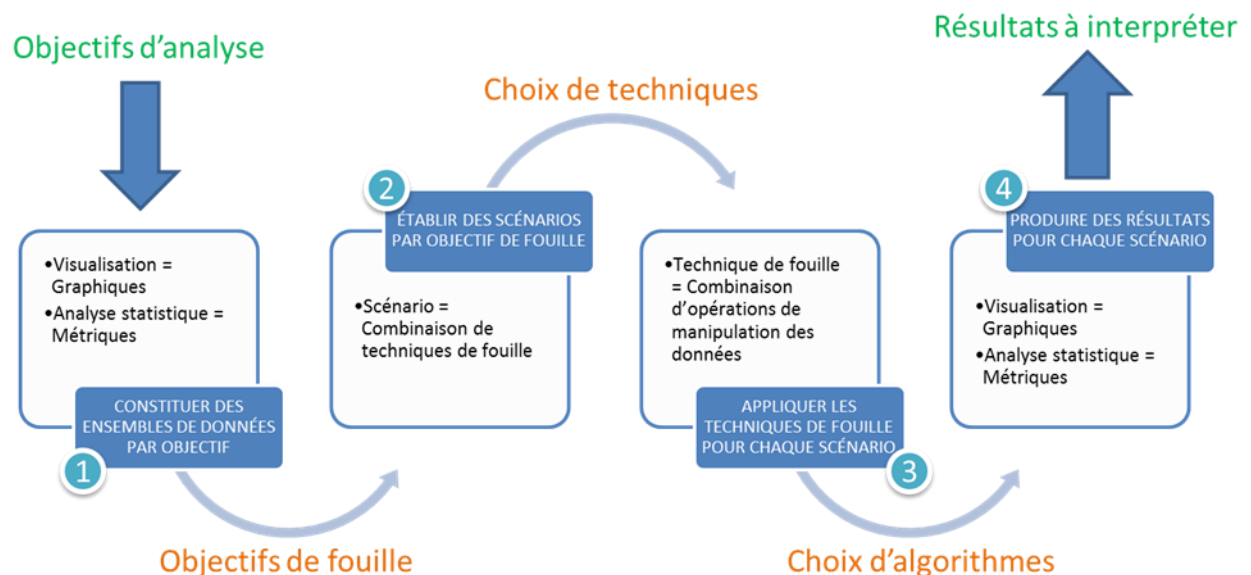 Objectifs d’analyse
•Visualisation =
Graphiques
•Analyse statistique =
Métriques
CONSTITUER DES
ENSEMBLES DE DONNÉES
PAR OBJECTIF
1
Objectifs de fouille
2
ÉTABLIR DES SCÉNARIOS
PAR OBJECTIF DE FOUILLE
•Scénario =
Combinaison de
techniques de fouille
Choix de techniques
•Technique de fouille
= Combinaison
d’opérations de
manipulation des
données
APPLIQUER LES
TECHNIQUES DE FOUILLE
POUR CHAQUE SCÉNARIO
3
Choix d’algorithmes
4
PRODUIRE DES RÉSULTATS
POUR CHAQUE SCÉNARIO
•Visualisation =
Graphiques
•Analyse statistique =
Métriques
Résultats à interpréter